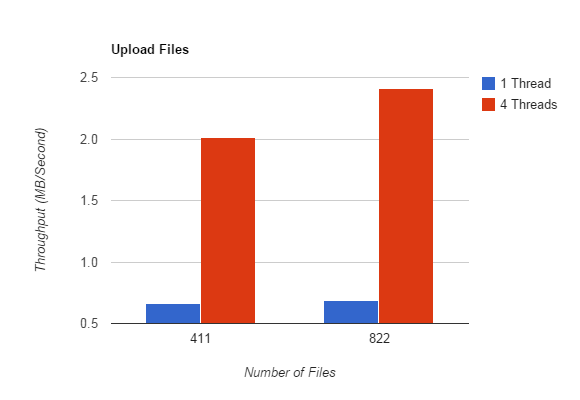 Upload Files
2.5
2.0
1.5
1.0
0.5
Throughput (MB/Second)
411
822
Number of Files
1 Thread
4 Threads